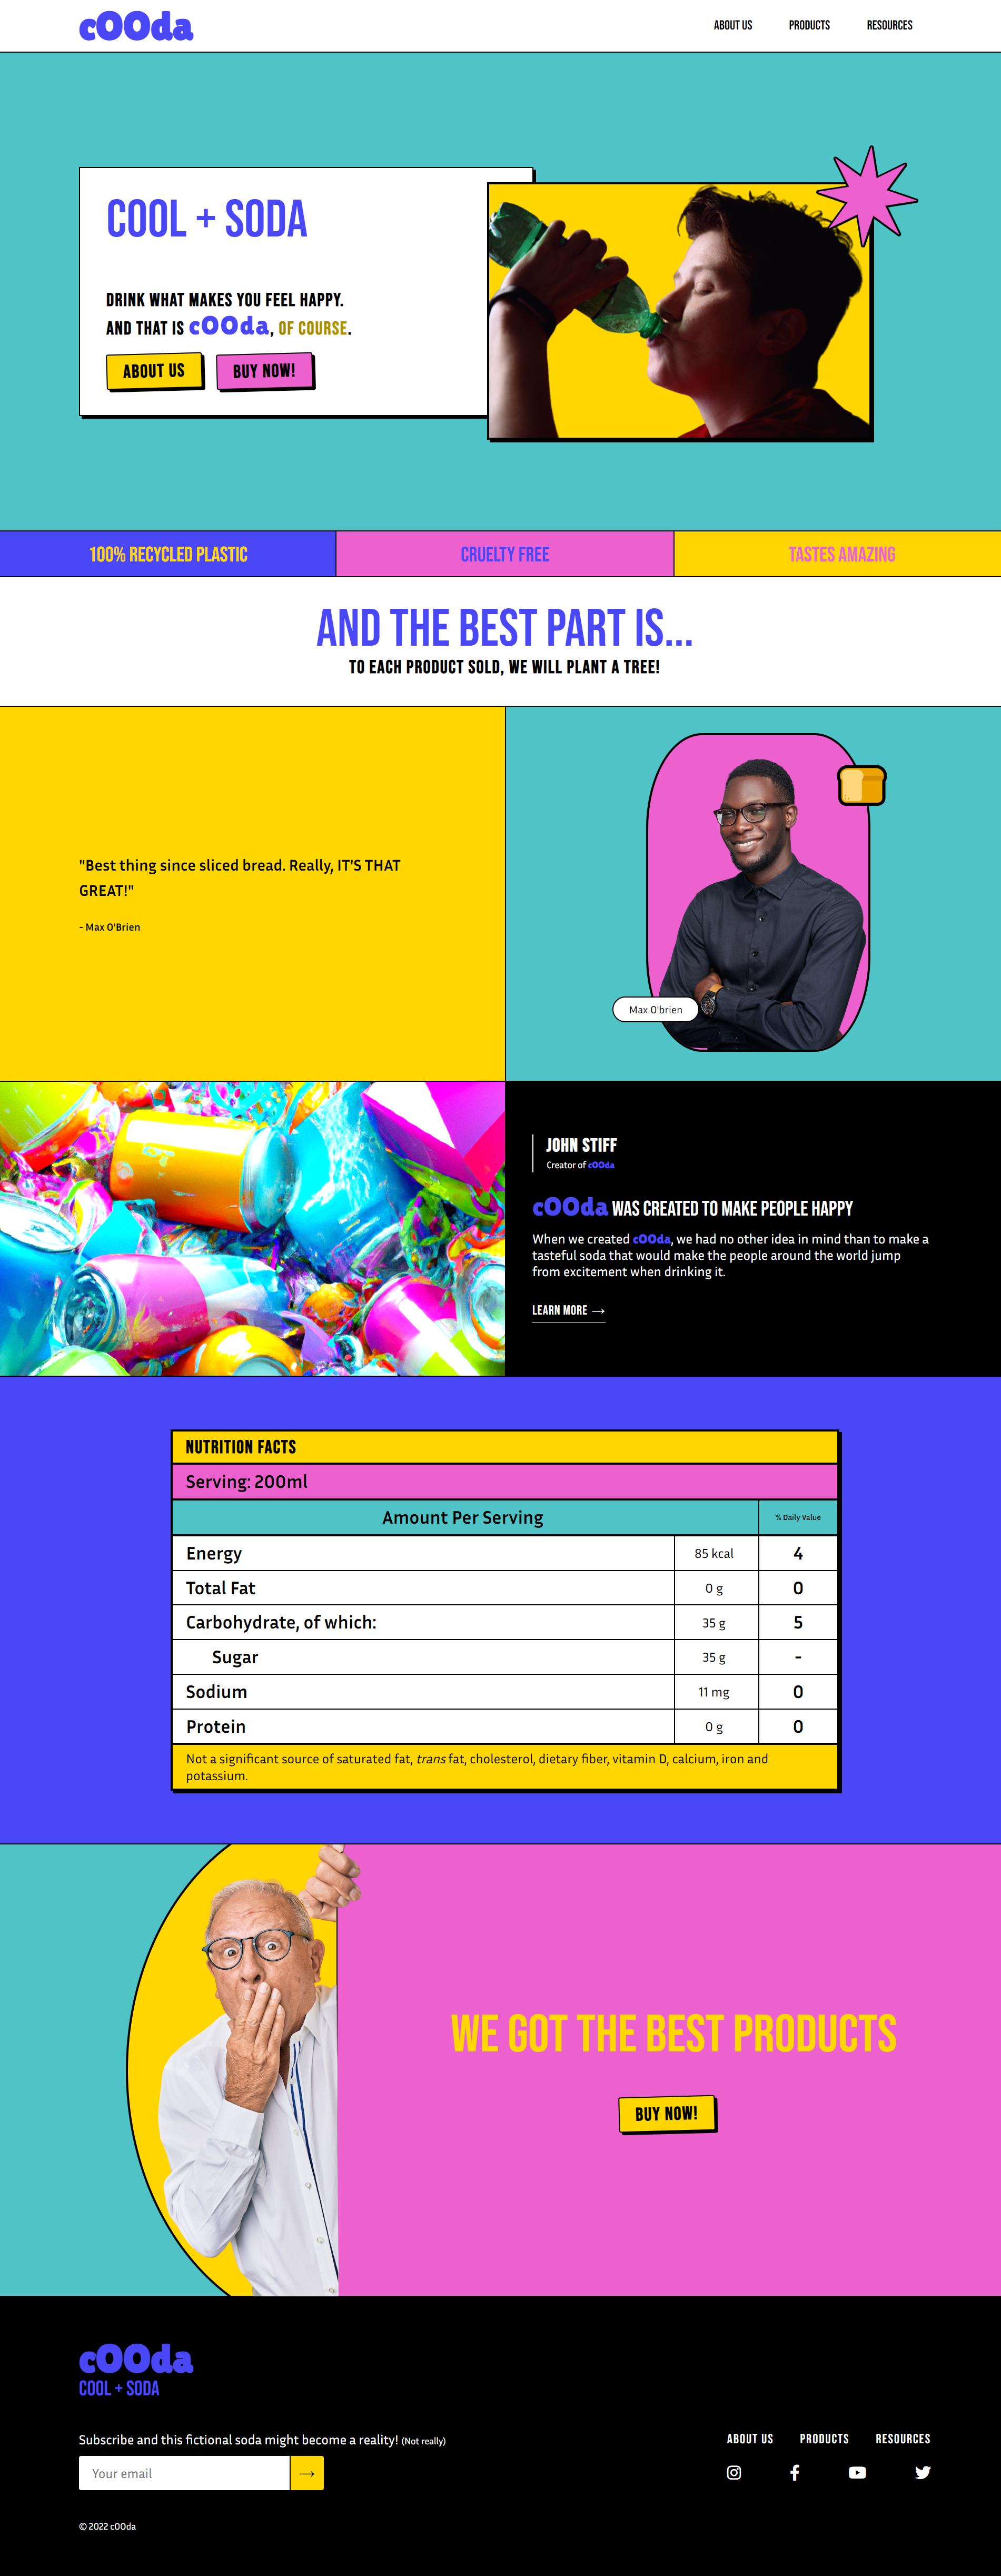 cOOda
ABOUT US PRODUCTS RESOURCES
COOL + SODA
DRINK WHAT MAKES YOU FEEL HAPPY.
AND THAT IS cOOda, OF COURSE.
ABOUT US BUY NOW!
100% RECYCLED PLASTIC
CRUELTY FREE
TASTES AMAZING
AND THE BEST PART IS...
TO EACH PRODUCT SOLD, WE WILL PLANT A TREE!
"Best thing since sliced bread. Really, IT'S THAT
GREAT!"
- Max O'Brien
Max O'brien
JOHN STIFF
Creator of cOOda
cOOda WAS CREATED TO MAKE PEOPLE HAPPY
When we created cOOda, we had no other idea in mind than to make a
tasteful soda that would make the people around the world jump
from excitement when drinking it.
LEARN MORE →
NUTRITION FACTS
Serving: 200ml
Amount Per Serving % Daily Value
Energy 85 kcal 4
Total Fat 0 g 0
Carbohydrate, of which: 35 g 5
Sugar 35 g -
Sodium 11 mg 0
Protein 0 g 0
Not a significant source of saturated fat, trans fat, cholesterol, dietary fiber, vitamin D, calcium, iron and
potassium.
WE GOT THE BEST PRODUCTS
BUY NOW!
cOOda
COOL + SODA
Subscribe and this fictional soda might become a reality! (Not really)
Your email →
ABOUT US PRODUCTS RESOURCES
© 2022 cOOda